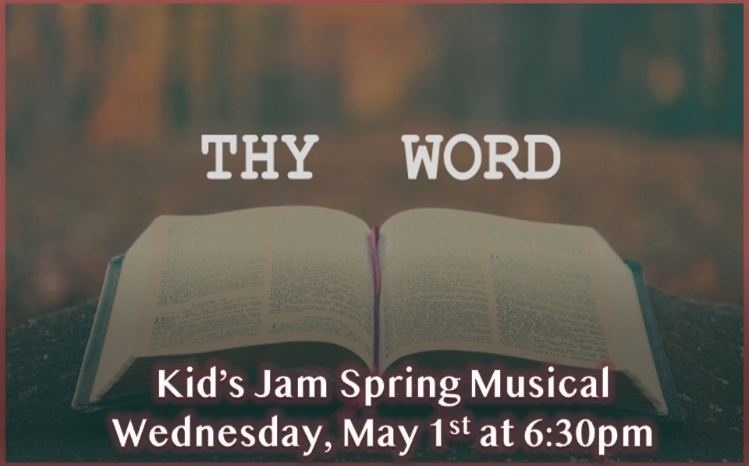 THY WORD
Kid's Jam Spring Musical
Wednesday, May 1st at 6:30pm